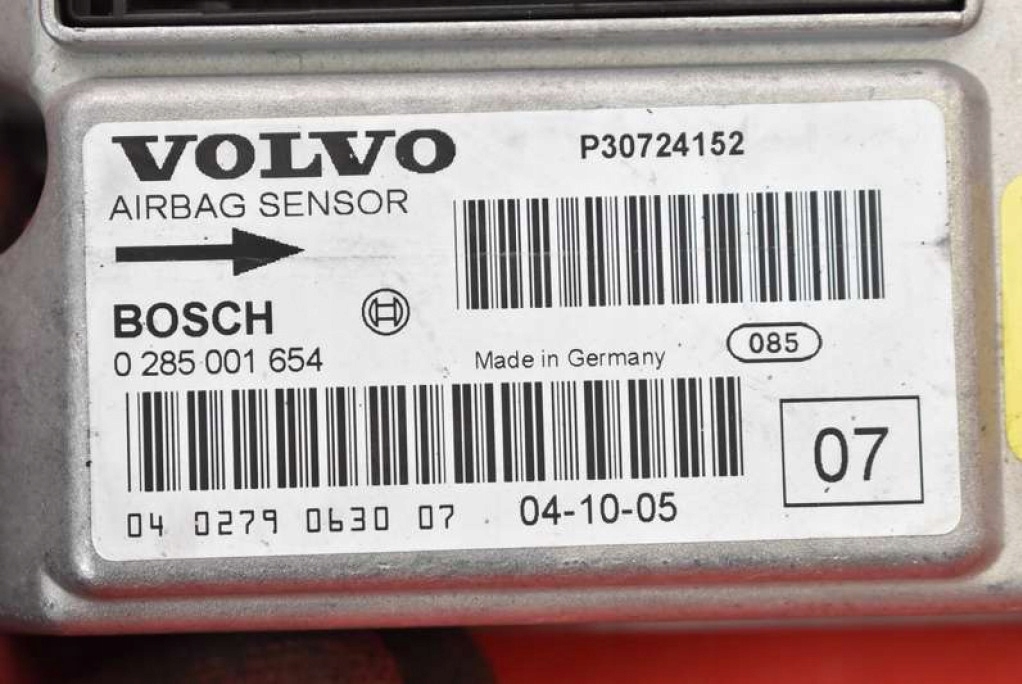 VOLVO
P30724152
AIRBAG SENSOR
BOSCH
0 285 001 654
Made in Germany
085
07
04 0279 0630 07
04-10-05